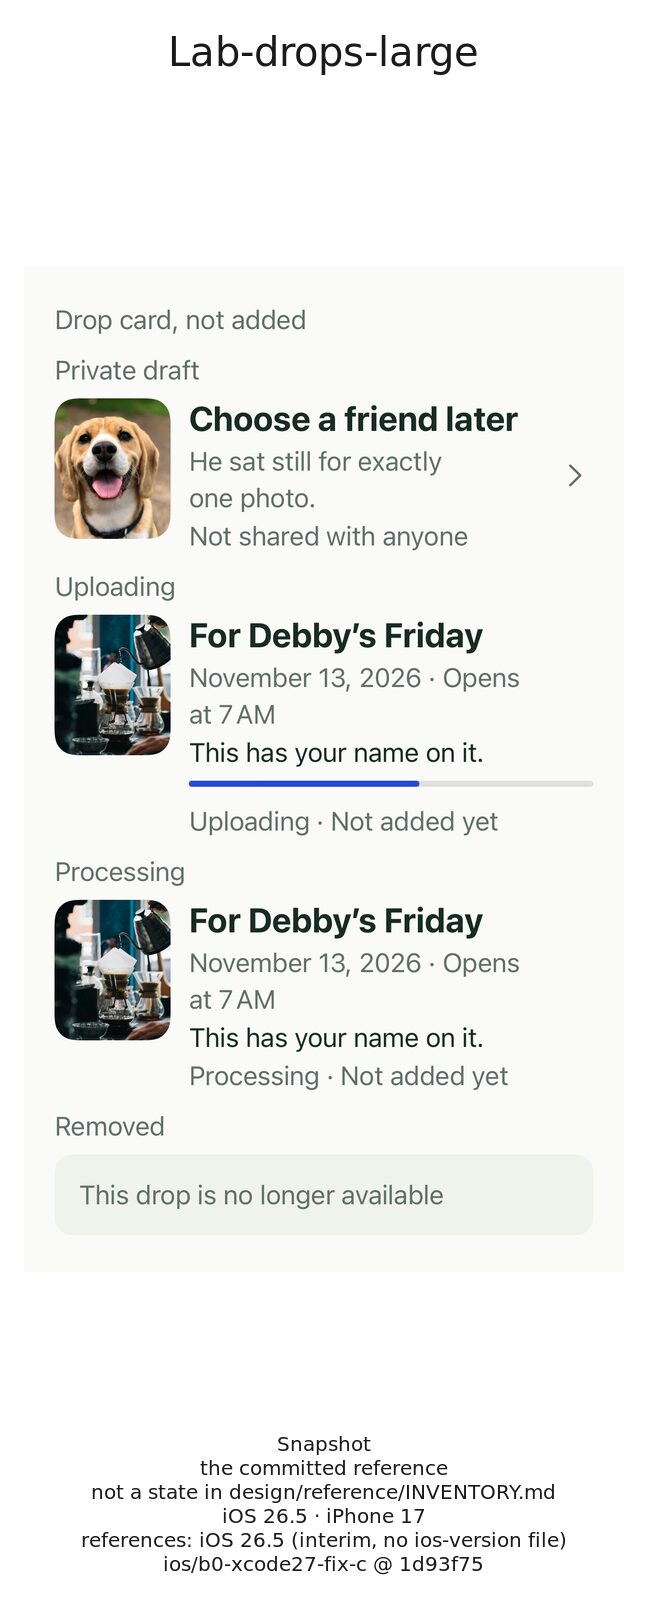 Lab-drops-large
Drop card, not added
Private draft
Choose a friend later
He sat still for exactly
one photo.
Not shared with anyone
Uploading
For Debby’s Friday
November 13, 2026 · Opens
at 7 AM
This has your name on it.
Uploading · Not added yet
Processing
For Debby’s Friday
November 13, 2026 · Opens
at 7 AM
This has your name on it.
Processing · Not added yet
Removed
This drop is no longer available
Snapshot
the committed reference
not a state in design/reference/INVENTORY.md
iOS 26.5 · iPhone 17
references: iOS 26.5 (interim, no ios-version file)
ios/b0-xcode27-fix-c @ 1d93f75